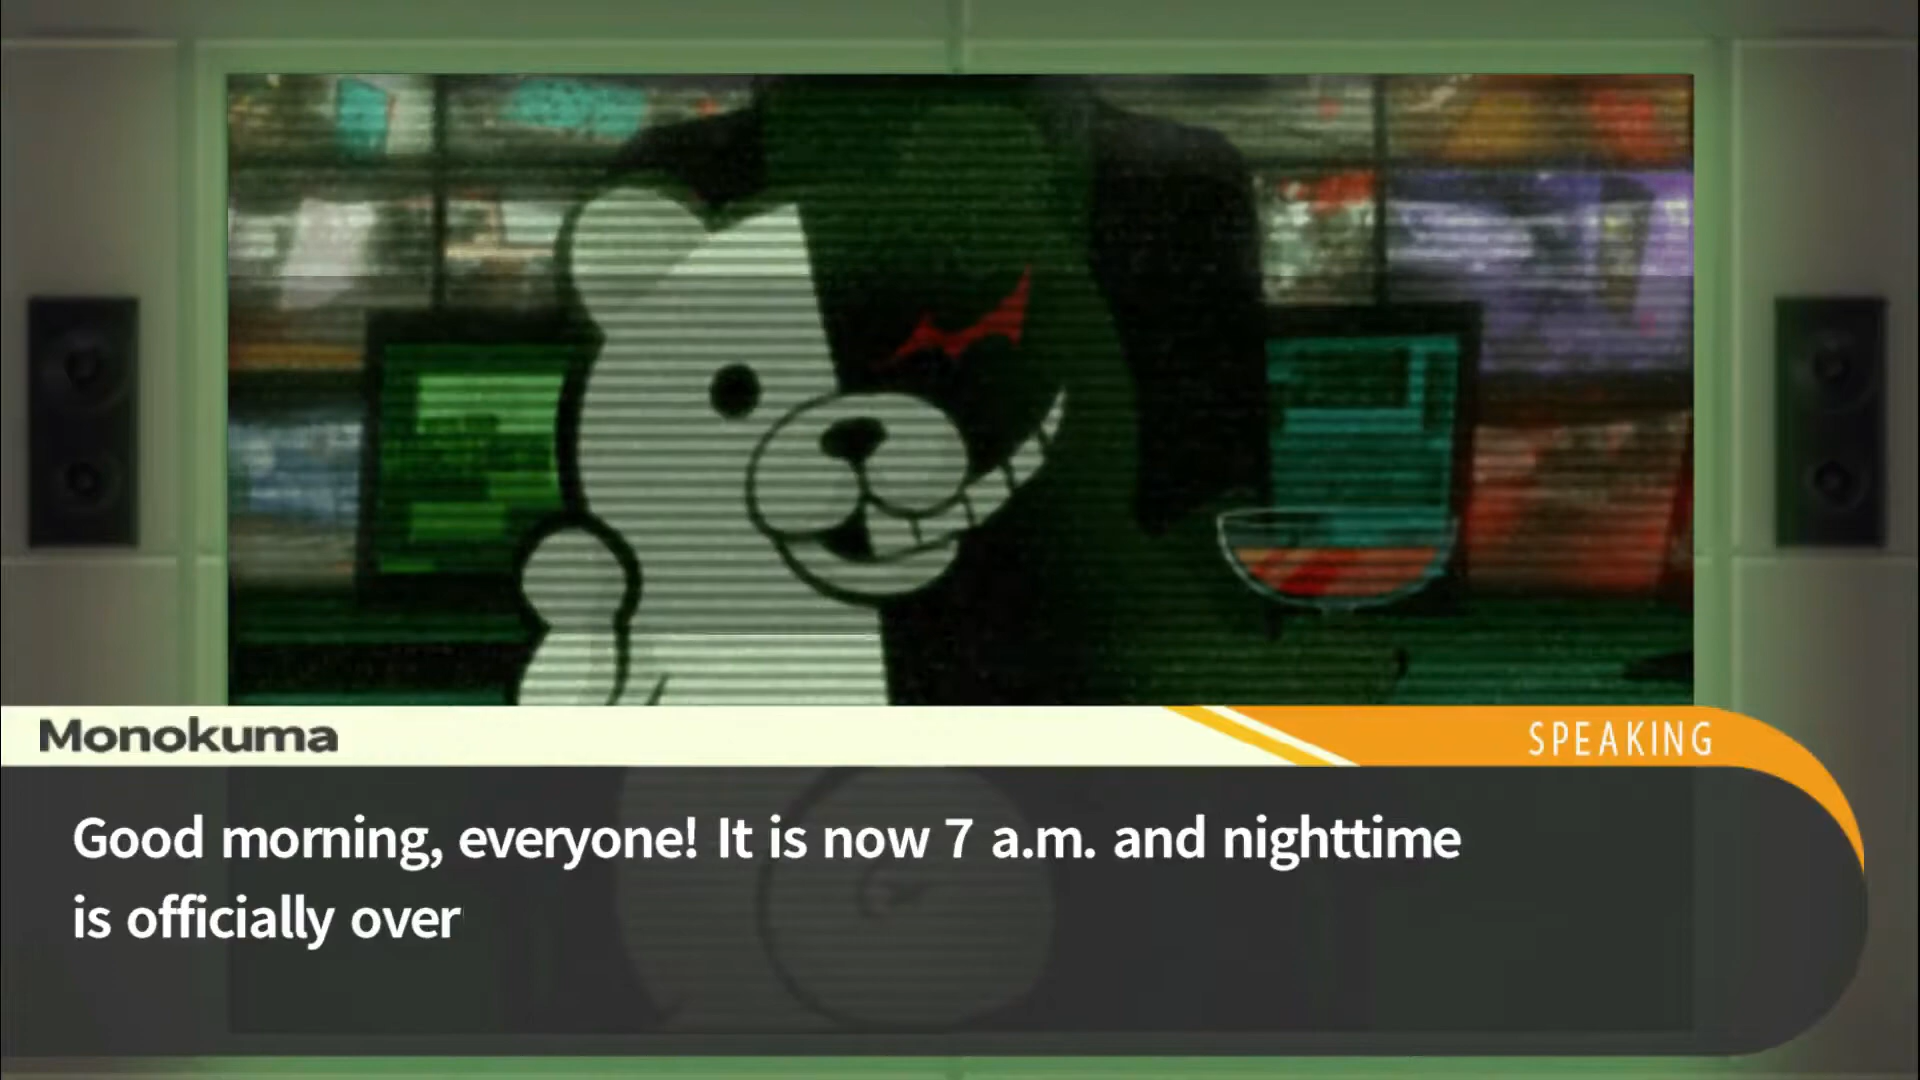 Monokuma
SPEAKING
Good morning, everyone! It is now 7 a.m. and nighttime
is officially over